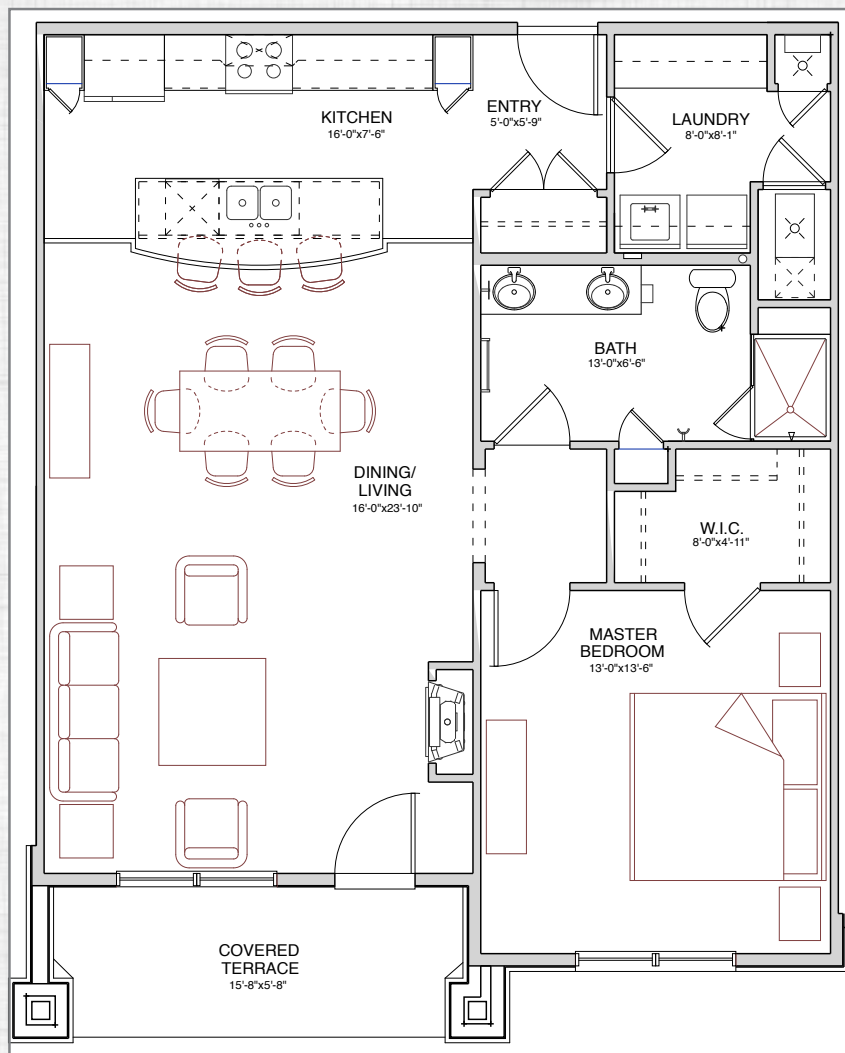 KITCHEN
16'-0"x7'-6"
ENTRY
5'-0"x5'-9"
LAUNDRY
8'-0"x8'-1"
BATH
13'-0"x6'-6"
DINING/
LIVING
16'-0"x23'-10"
W.I.C.
8'-0"x4'-11"
MASTER
BEDROOM
13'-0"x13'-6"
COVERED
TERRACE
15'-8"x5'-8"